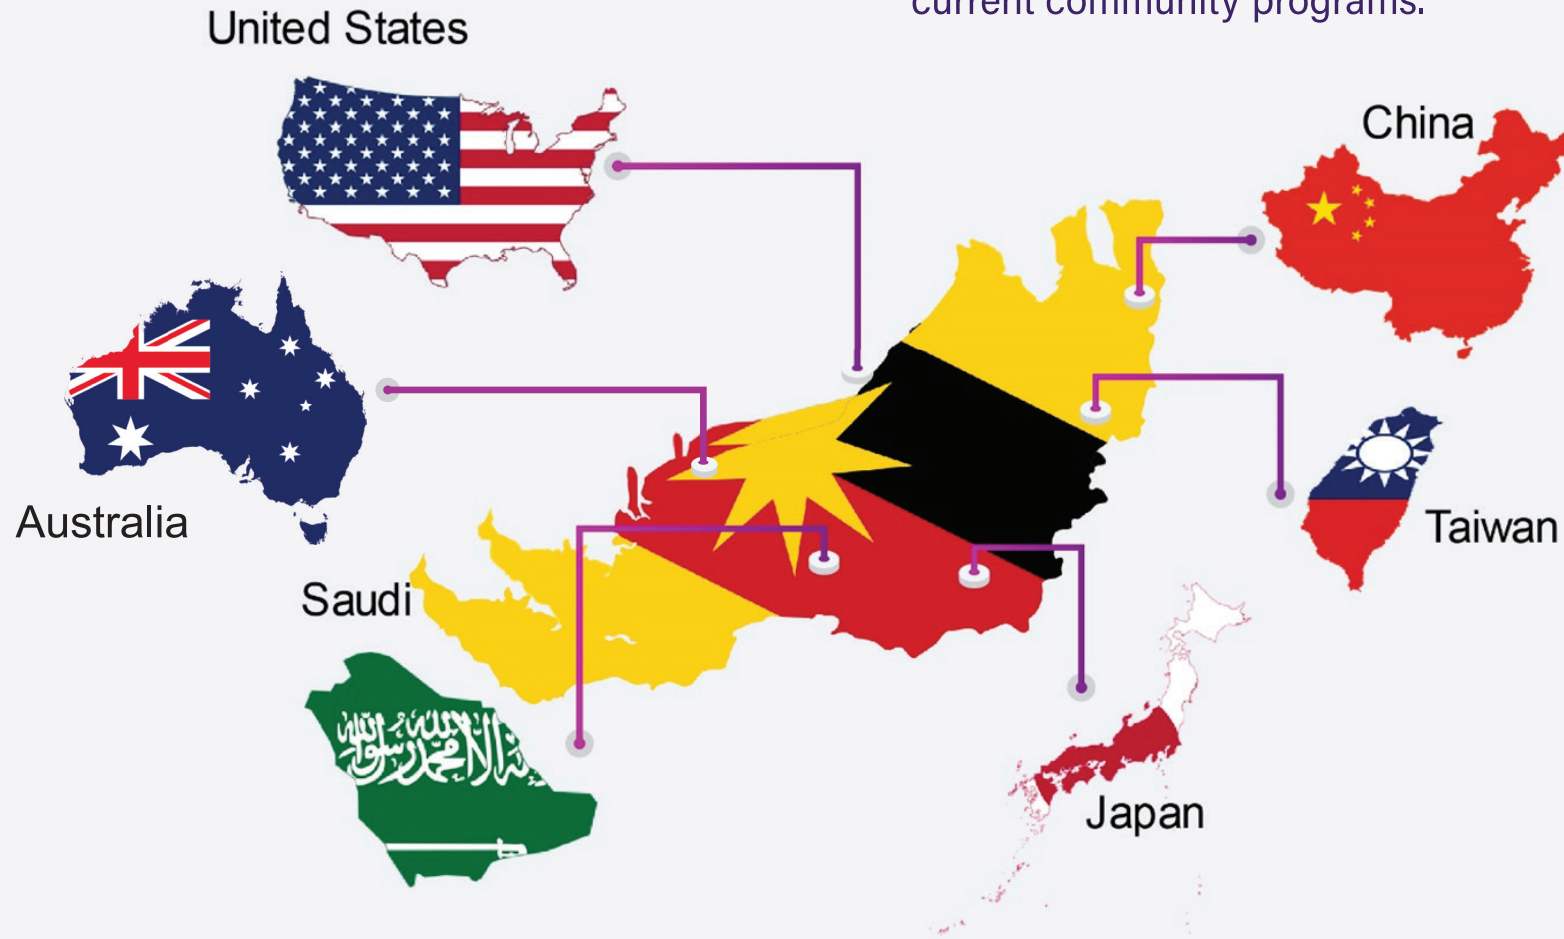 current community programs.
United States
China
Australia
Taiwan
Saudi
Japan